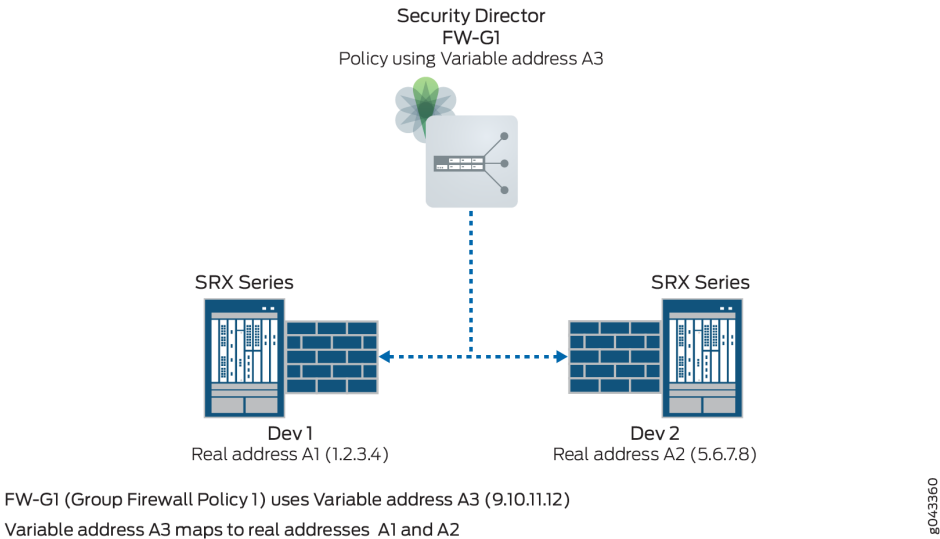 Security Director
FW-G1
Policy using Variable address A3
SRX Series
SRX Series
Dev 1
Real address A1 (1.2.3.4)
Dev 2
Real address A2 (5.6.7.8)
FW-G1 (Group Firewall Policy 1) uses Variable address A3 (9.10.11.12)
Variable address A3 maps to real addresses A1 and A2
g043360